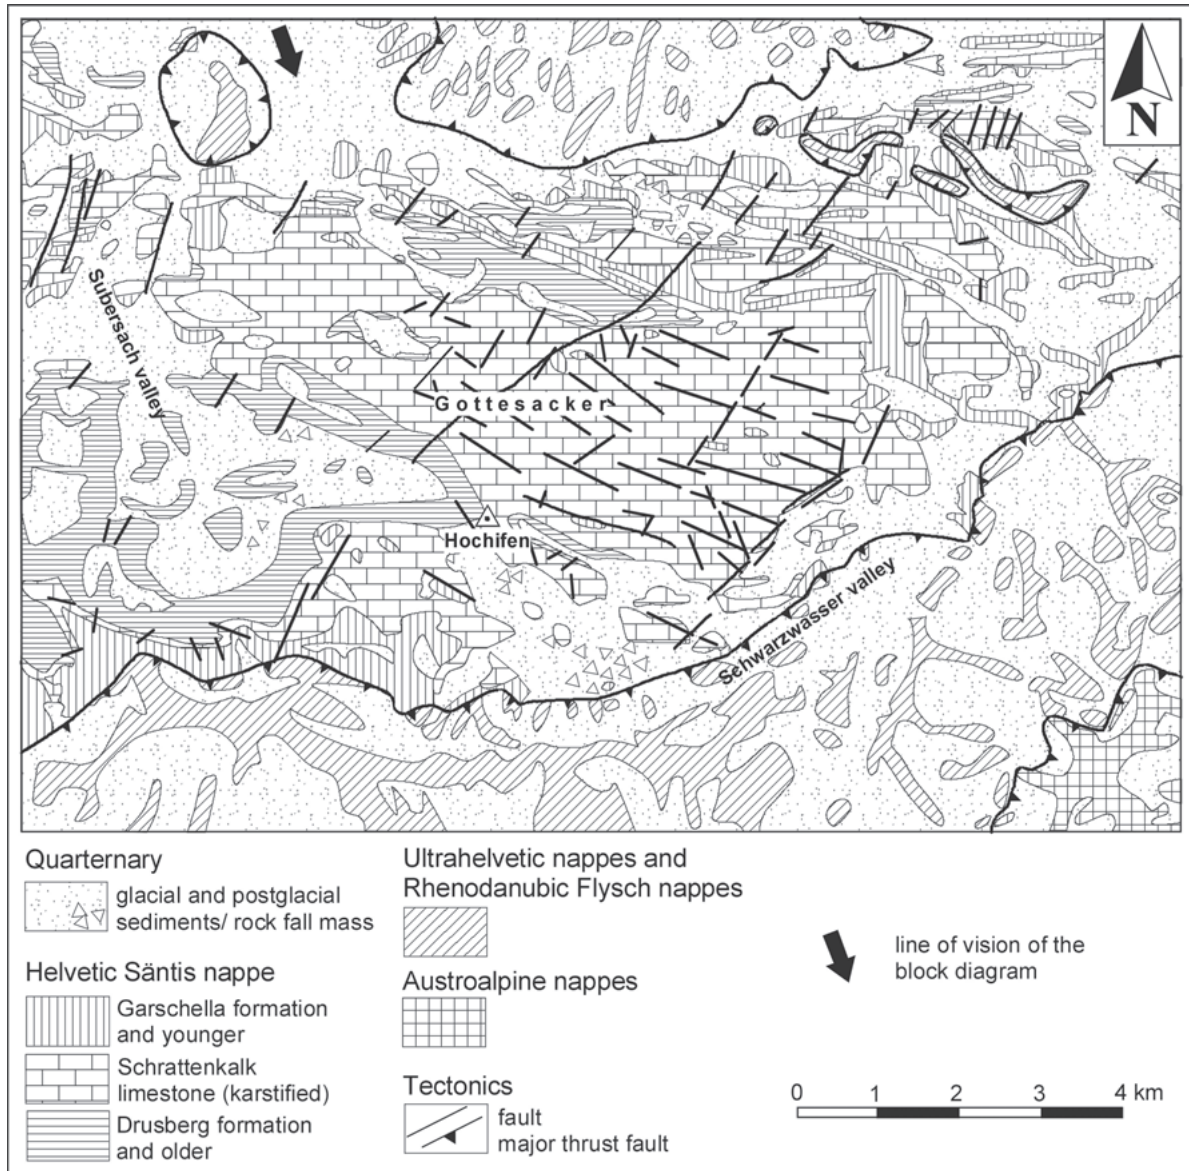 N
Subersach valley
Gottesacker
Hochifen
Schwarzwasser valley
Quarternary
glacial and postglacial
sediments/ rock fall mass
Helvetic Säntis nappe
Garschella formation
and younger
Schrattenkalk
limestone (karstified)
Drusberg formation
and older
Ultrahelvetic nappes and
Rhenodanubic Flysch nappes
Austroalpine nappes
Tectonics
fault
major thrust fault
line of vision of the
block diagram
0 1 2 3 4 km